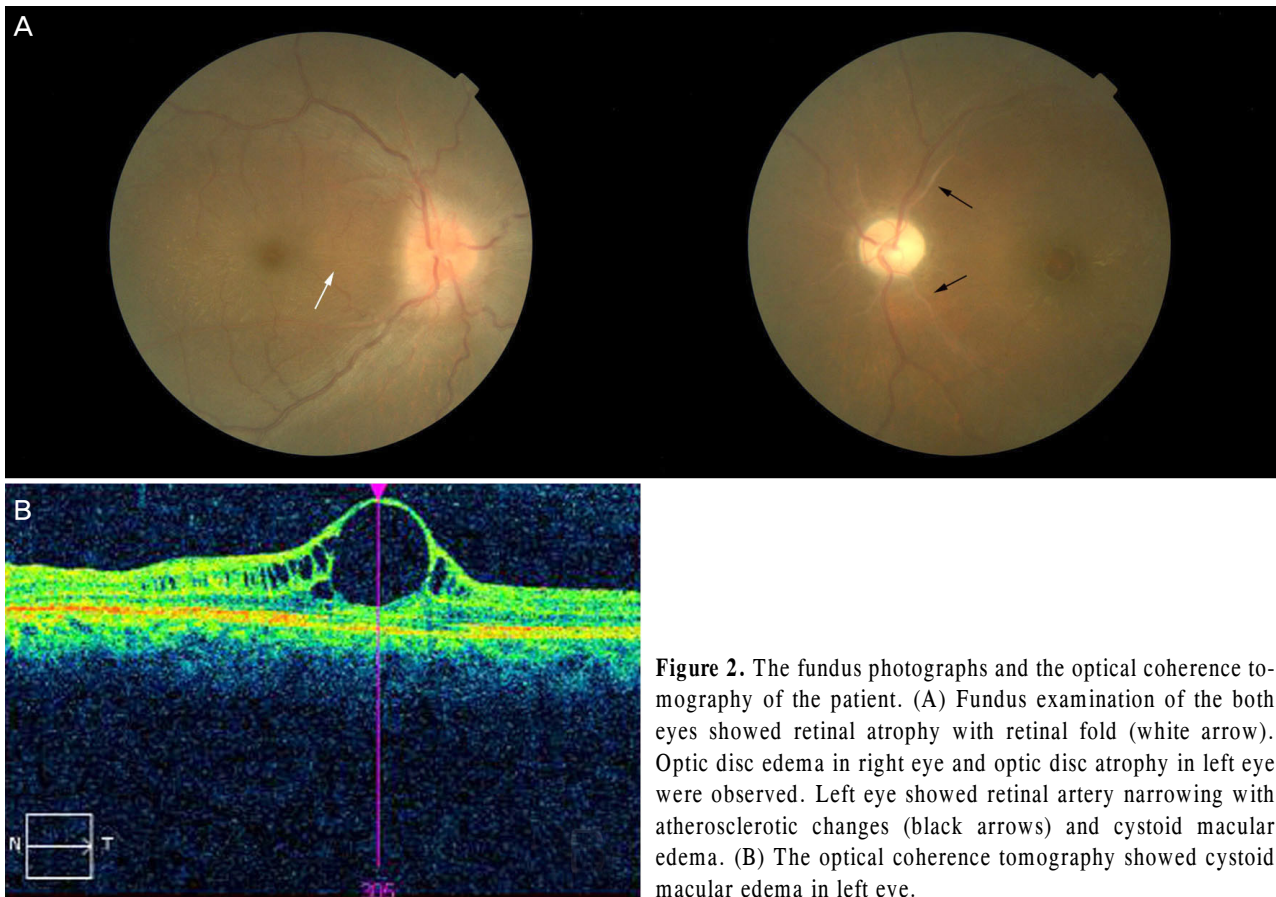 A
B
N T
305
Figure 2. The fundus photographs and the optical coherence to-
mography of the patient. (A) Fundus examination of the both
eyes showed retinal atrophy with retinal fold (white arrow).
Optic disc edema in right eye and optic disc atrophy in left eye
were observed. Left eye showed retinal artery narrowing with
atherosclerotic changes (black arrows) and cystoid macular
edema. (B) The optical coherence tomography showed cystoid
macular edema in left eye.